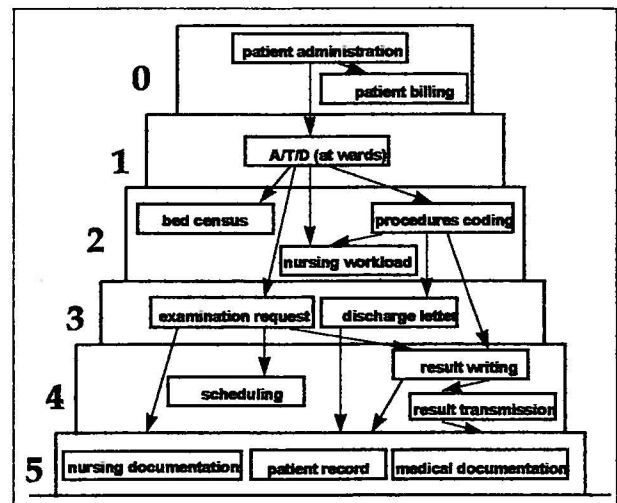 0
patient administration
patient billing
1
A/T/D (at wards)
2
bed census
procedures coding
nursing workload
3
examination request
discharge letter
4
result writing
scheduling
result transmission
5
nursing documentation
patient record
medical documentation